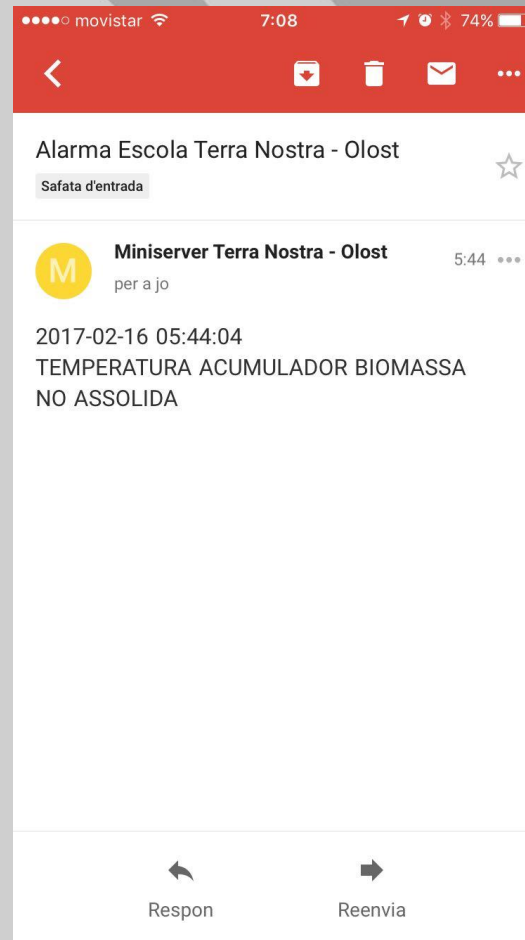 movistar 7:08 74%
Alarma Escola Terra Nostra - Olost
Safata d'entrada
M
Miniserver Terra Nostra - Olost
5:44
per a jo
2017-02-16 05:44:04
TEMPERATURA ACUMULADOR BIOMASSA
NO ASSOLIDA
Respon Reenvia